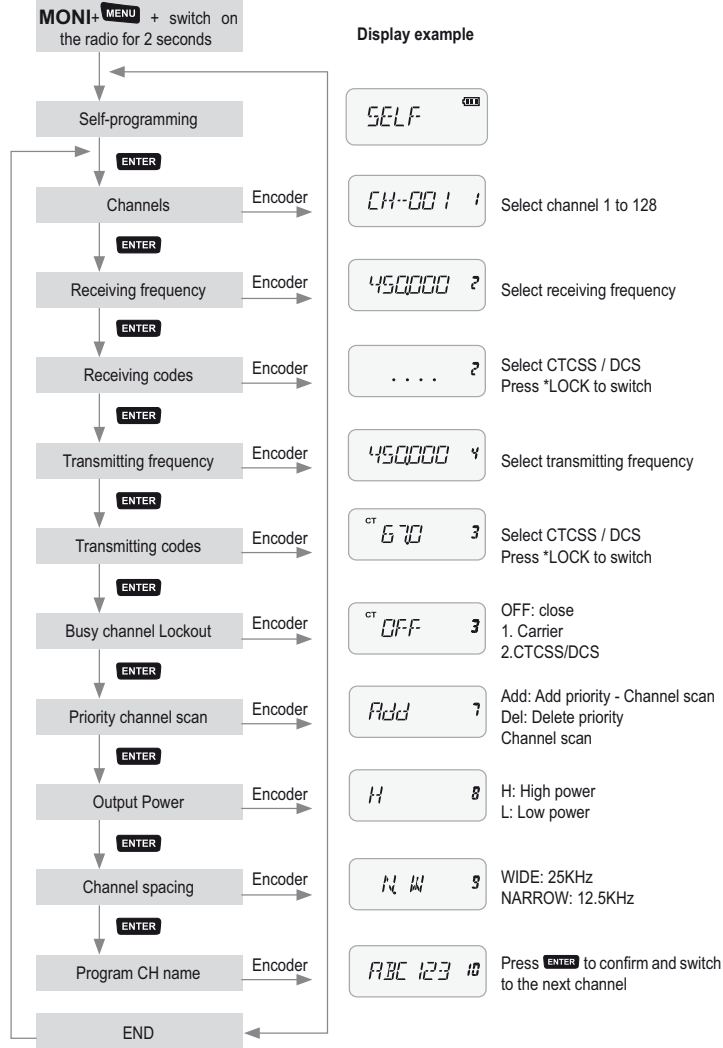 MONI+ MENU + switch on
the radio for 2 seconds
Display example
Self-programming
SELF
ENTER
Channels
Encoder
CH--001 1
Select channel 1 to 128
ENTER
Receiving frequency
Encoder
450.000 2
Select receiving frequency
ENTER
Receiving codes
Encoder
.... 2
Select CTCSS / DCS
Press *LOCK to switch
ENTER
Transmitting frequency
Encoder
450.000 4
Select transmitting frequency
ENTER
Transmitting codes
Encoder
CT 67.0 3
Select CTCSS / DCS
Press *LOCK to switch
ENTER
Busy channel Lockout
Encoder
CT OFF 3
OFF: close
1. Carrier
2.CTCSS/DCS
ENTER
Priority channel scan
Encoder
Add 7
Add: Add priority - Channel scan
Del: Delete priority
Channel scan
ENTER
Output Power
Encoder
H 8
H: High power
L: Low power
ENTER
Channel spacing
Encoder
N. W 9
WIDE: 25KHz
NARROW: 12.5KHz
ENTER
Program CH name
Encoder
ABC 123 10
Press ENTER to confirm and switch
to the next channel
END